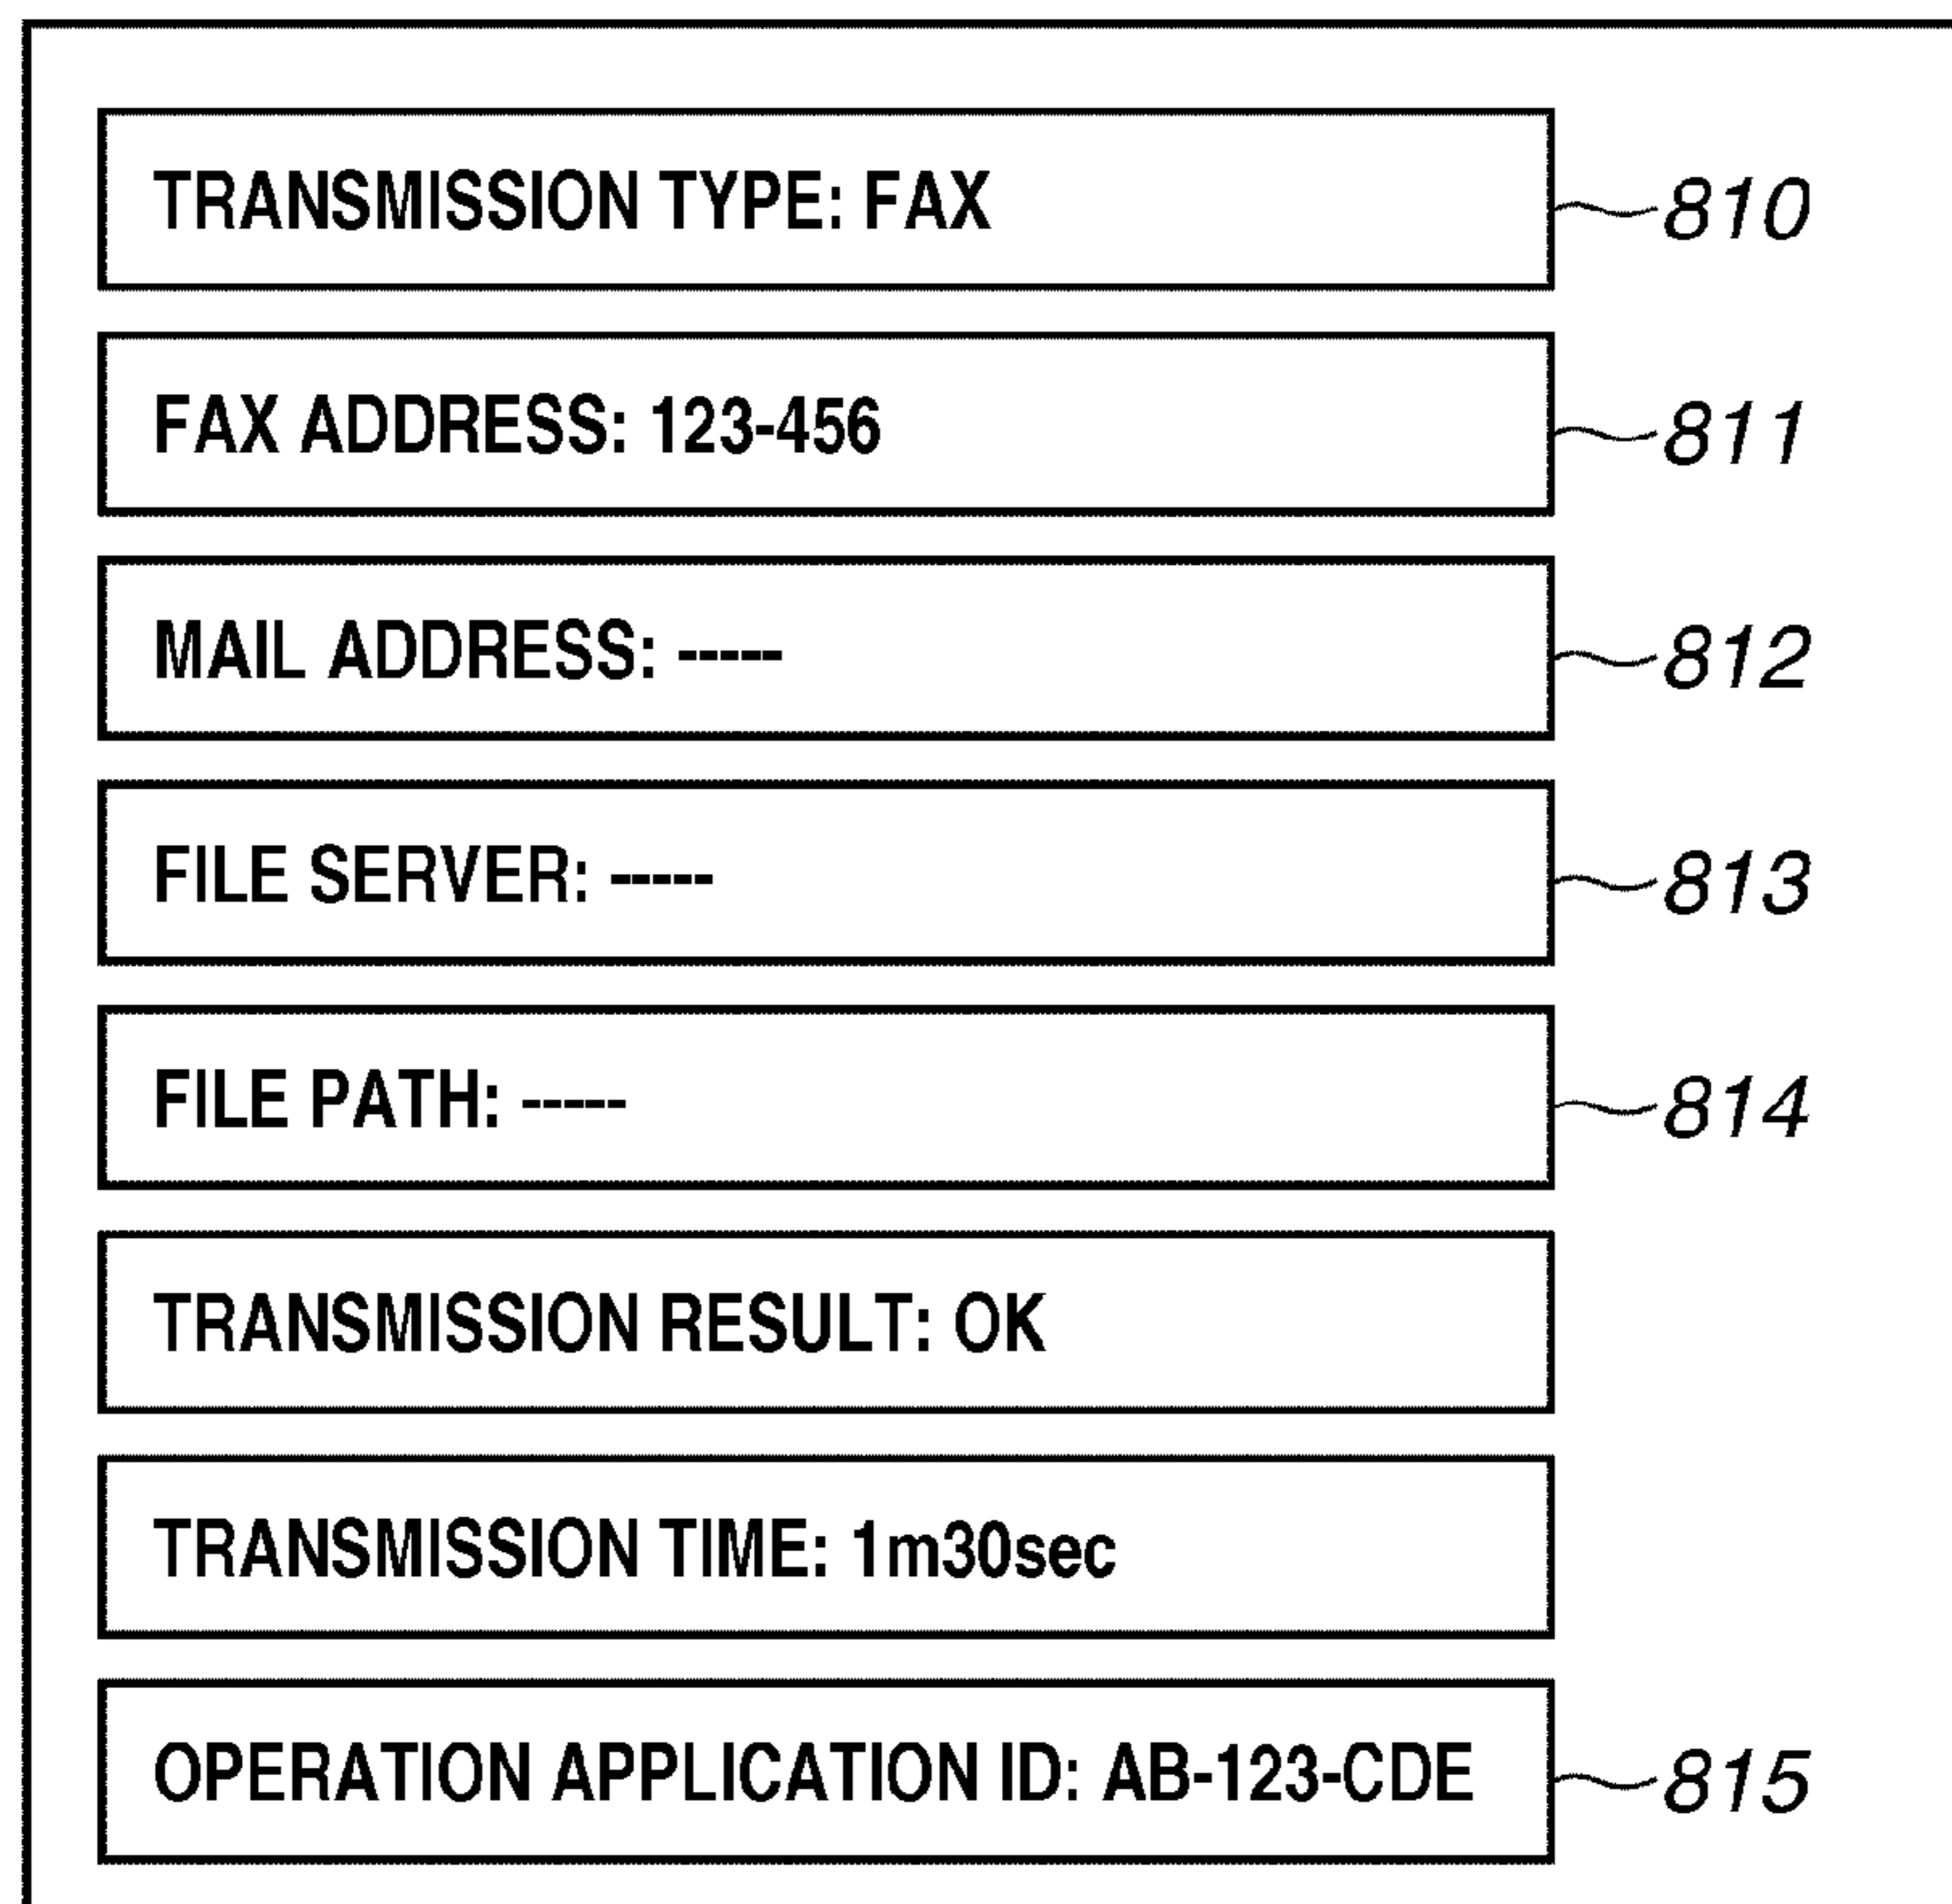 TRANSMISSION TYPE: FAX 810
FAX ADDRESS: 123-456 811
MAIL ADDRESS: ----- 812
FILE SERVER: ----- 813
FILE PATH: ----- 814
TRANSMISSION RESULT: OK
TRANSMISSION TIME: 1m30sec
OPERATION APPLICATION ID: AB-123-CDE 815